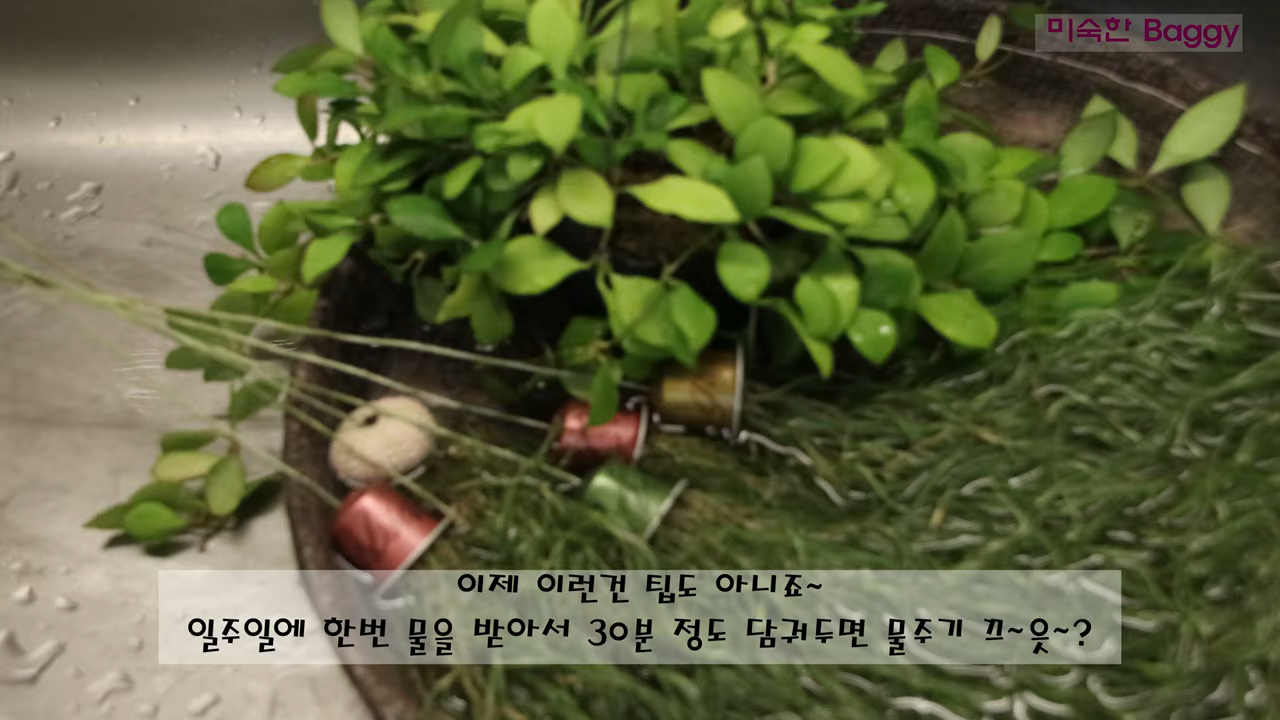 미숙한 Baggy
이제 이런건 팁도 아니죠~
일주일에 한번 물을 받아서 30분 정도 담궈두면 물주기 끄~읏~?